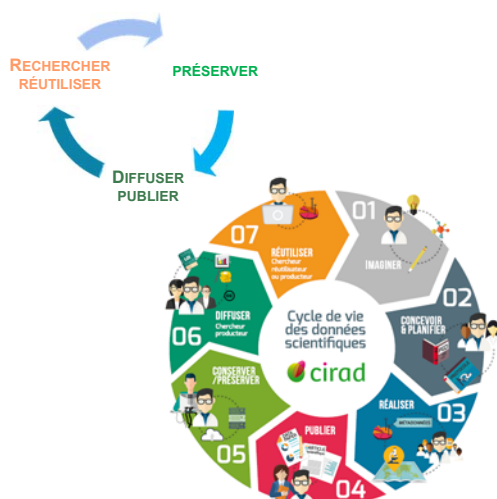 RECHERCHER
RÉUTILISER
PRÉSERVER
DIFFUSER
PUBLIER
Cycle de vie
des données
scientifiques
cirad
01
IMAGINER
02
CONCEVOIR
& PLANIFIER
03
RÉALISER
MÉTADONNÉES
04
PUBLIER
05
CONSERVER
/PRÉSERVER
06
DIFFUSER
Chercheur
producteur
07
RÉUTILISER
Chercheur
réutilisateur
ou producteur